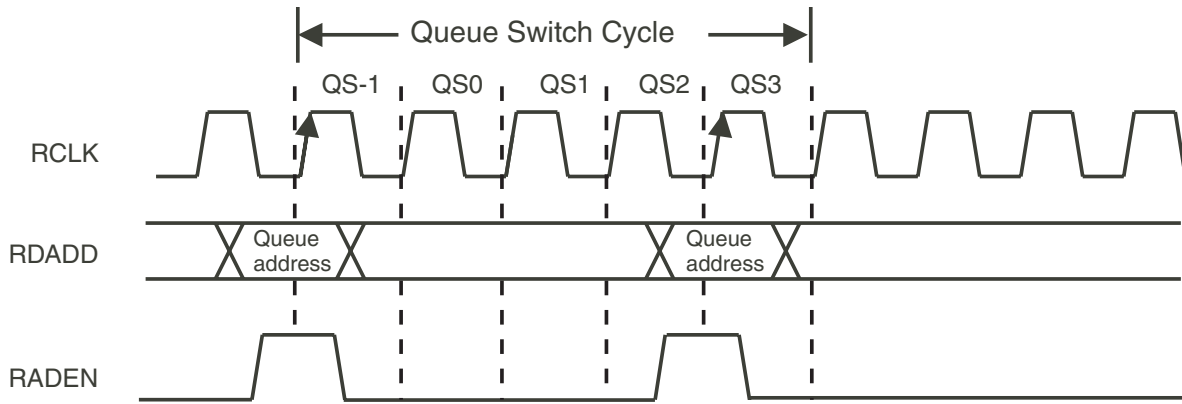 Queue Switch Cycle
QS-1 QS0 QS1 QS2 QS3
RCLK
RDADD
Queue
address
Queue
address
RADEN